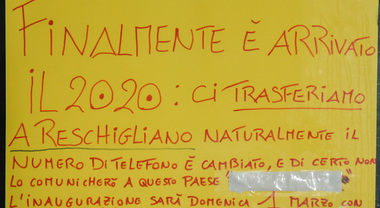 FINALMENTE È ARRIVATO
IL 2020: CI TRASFERIAMO
A RESCHIGLIANO NATURALMENTE IL
NUMERO DI TELEFONO È CAMBIATO, E DI CERTO NON
LO COMUNICHERÒ A QUESTO PAESE "
L'INAUGURAZIONE SARÀ DOMENICA 1 MARZO CON